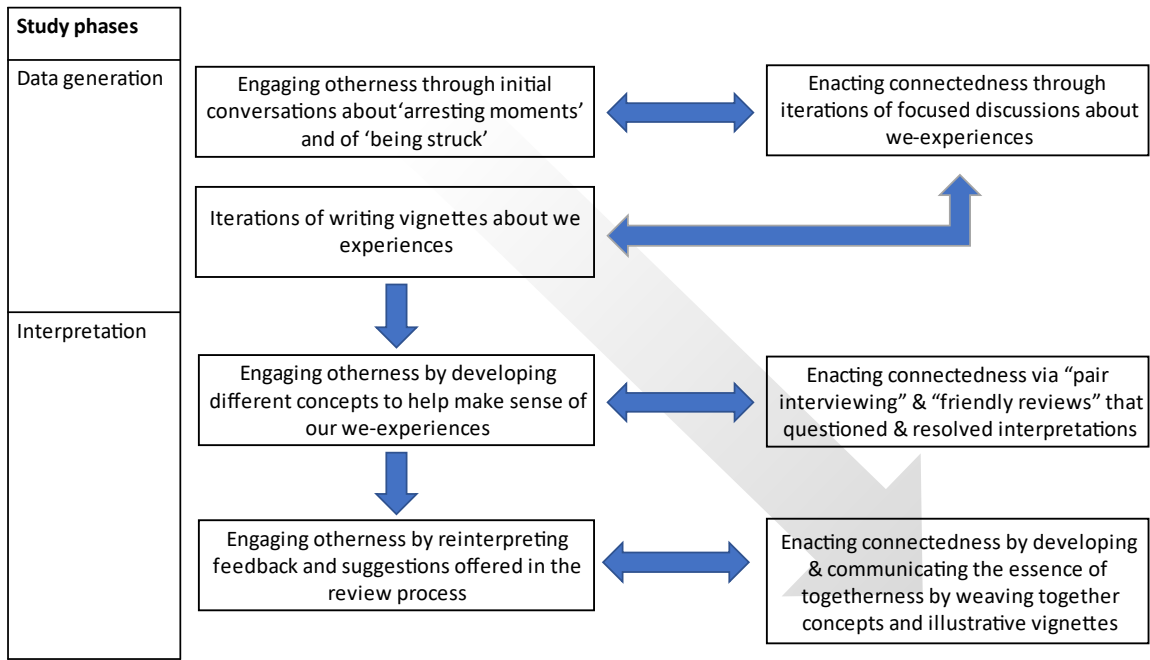 Study phases
Data generation
Engaging otherness through initial
conversations about‘arresting moments’
and of ‘being struck’
Enacting connectedness through
iterations of focused discussions about
we-experiences
Iterations of writing vignettes about we
experiences
Interpretation
Engaging otherness by developing
different concepts to help make sense of
our we-experiences
Enacting connectedness via “pair
interviewing” & “friendly reviews” that
questioned & resolved interpretations
Engaging otherness by reinterpreting
feedback and suggestions offered in the
review process
Enacting connectedness by developing
& communicating the essence of
togetherness by weaving together
concepts and illustrative vignettes